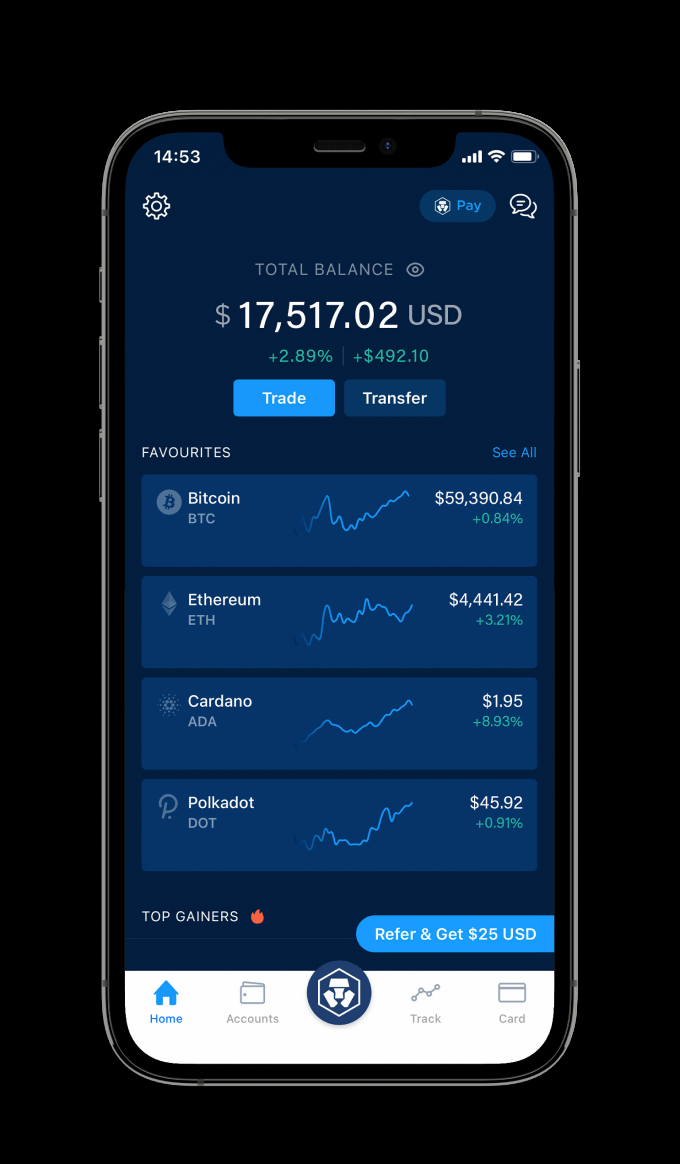 14:53
Pay
TOTAL BALANCE
$ 17,517.02 USD
+2.89% +$492.10
Trade Transfer
FAVOURITES See All
Bitcoin $59,390.84
BTC +0.84%
Ethereum $4,441.42
ETH +3.21%
Cardano $1.95
ADA +8.93%
Polkadot $45.92
DOT +0.91%
TOP GAINERS
Refer & Get $25 USD
Home Accounts Track Card